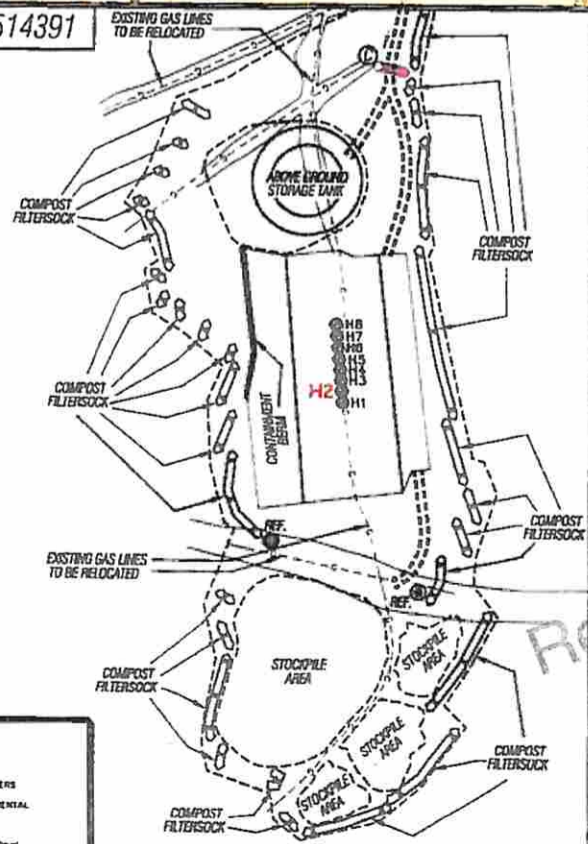 514391
EXISTING GAS LINES
TO BE RELOCATED
C
ABOVE GROUND
STORAGE TANK
COMPOST
FILTERSOCK
COMPOST
FILTERSOCK
H8
H7
H6
H5
H4
H3
H2
H1
CONTAINMENT
BERM
COMPOST
FILTERSOCK
COMPOST
FILTERSOCK
REF.
EXISTING GAS LINES
TO BE RELOCATED
REF.
STOCKPILE
AREA
STOCKPILE
AREA
COMPOST
FILTERSOCK
STOCKPILE
AREA
COMPOST
FILTERSOCK
STOCKPILE
AREA
COMPOST
FILTERSOCK